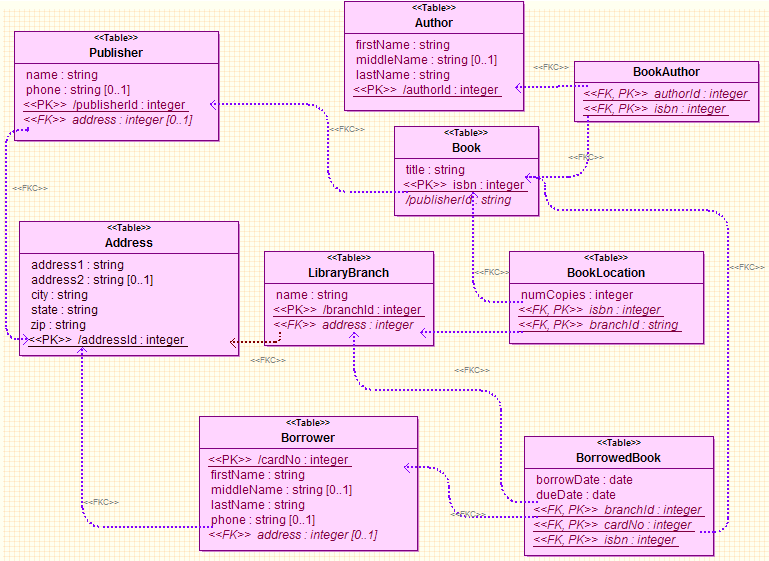 <<Table>>
Author
firstName : string
middleName : string [0..1]
lastName : string
<<PK>> /authorId : integer
<<Table>>
Publisher
name : string
phone : string [0..1]
<<PK>> /publisherId : integer
<<FK>> address : integer [0..1]
<<FKC>>
<<Table>>
BookAuthor
<<FK, PK>> authorId : integer
<<FK, PK>> isbn : integer
<<FKC>>
<<Table>>
Book
title : string
<<PK>> isbn : integer
/publisherId : string
<<FKC>>
<<FKC>>
<<Table>>
Address
address1 : string
address2 : string [0..1]
city : string
state : string
zip : string
<<PK>> /addressId : integer
<<Table>>
LibraryBranch
name : string
<<PK>> /branchId : integer
<<FK>> address : integer
<<Table>>
BookLocation
numCopies : integer
<<FK, PK>> isbn : integer
<<FK, PK>> branchId : string
<<FKC>>
<<FKC>>
<<FKC>>
<<FKC>>
<<Table>>
Borrower
<<PK>> /cardNo : integer
firstName : string
middleName : string [0..1]
lastName : string
phone : string [0..1]
<<FK>> address : integer [0..1]
<<FKC>>
<<FKC>>
<<Table>>
BorrowedBook
borrowDate : date
dueDate : date
<<FK, PK>> branchId : integer
<<FK, PK>> cardNo : integer
<<FK, PK>> isbn : integer